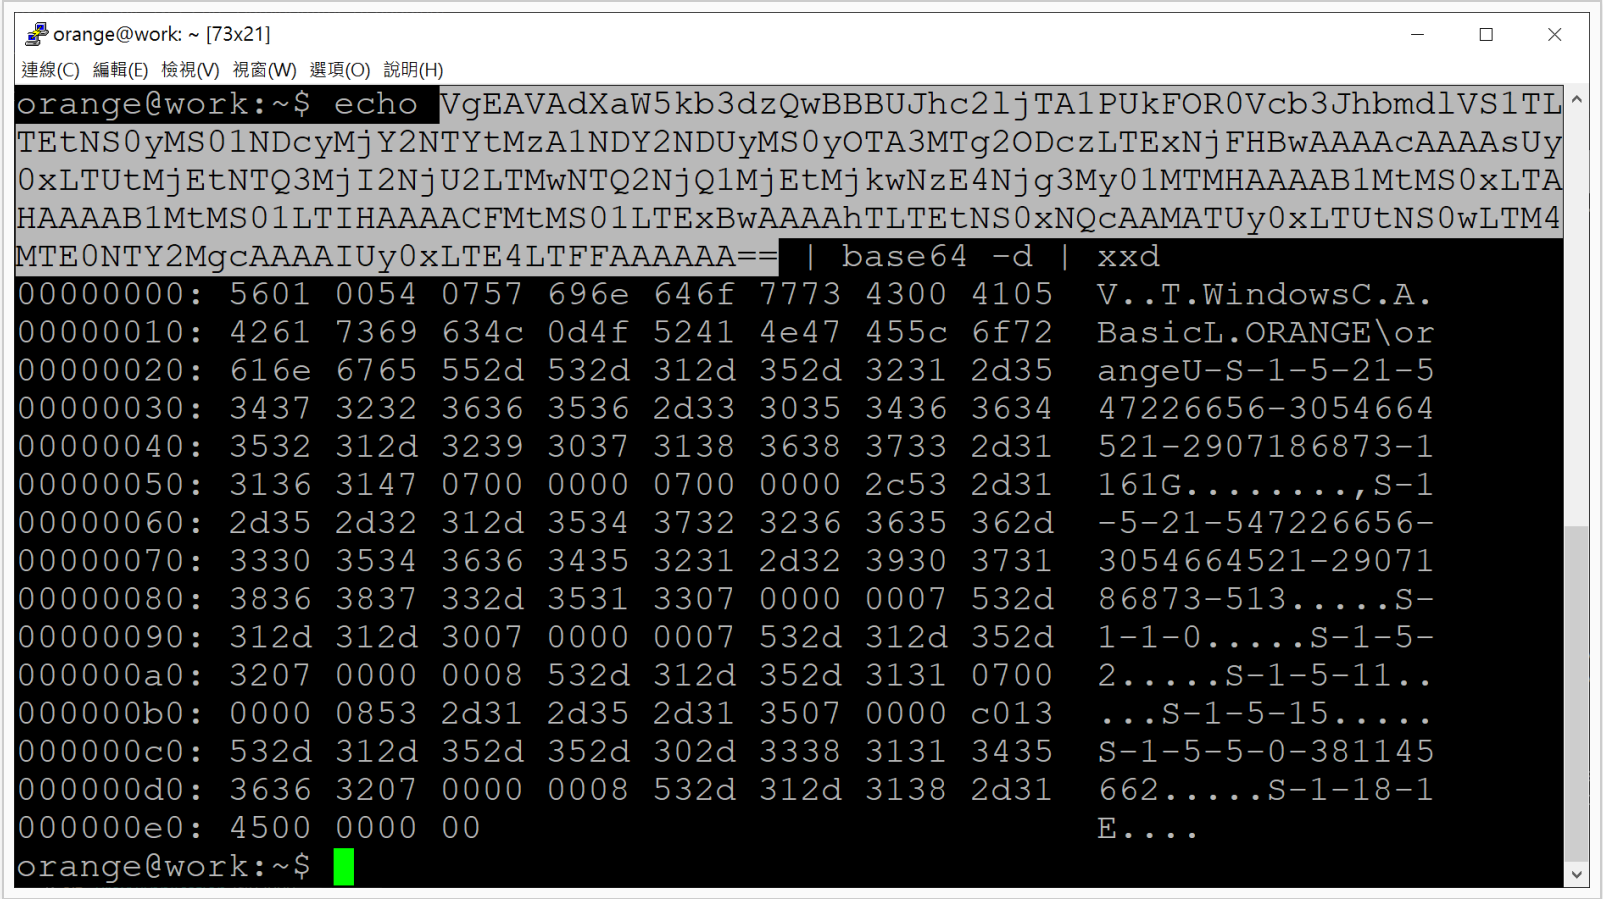 orange@work: ~ [73x21]
連線(C) 編輯(E) 檢視(V) 視窗(W) 選項(O) 說明(H)
orange@work:~$ echo VgEAVAdXaW5kb3dzQwBBBUJhc2ljTA1PUkFOR0Vcb3JhbmdlVS1TL
TEtNS0yMS01NDcyMjY2NTYtMzA1NDY2NDUyMS0yOTA3MTg2ODczLTExNjFHBwAAAAcAAAAsUy
0xLTUtMjEtNTQ3MjI2NjU2LTMwNTQ2NjQ1MjEtMjkwNzE4Njg3My01MTMHAAAAB1MtMS0xLTA
HAAAAB1MtMS01LTIHAAAACFMtMS01LTExBwAAAAhTLTEtNS0xNQcAAMATUy0xLTUtNS0wLTM4
MTE0NTY2MgcAAAAIUy0xLTE4LTFFAAAAAA== | base64 -d | xxd
00000000: 5601 0054 0757 696e 646f 7773 4300 4105 V..T.WindowsC.A.
00000010: 4261 7369 634c 0d4f 5241 4e47 455c 6f72 BasicL.ORANGE\or
00000020: 616e 6765 552d 532d 312d 352d 3231 2d35 angeU-S-1-5-21-5
00000030: 3437 3232 3636 3536 2d33 3035 3436 3634 47226656-3054664
00000040: 3532 312d 3239 3037 3138 3638 3733 2d31 521-2907186873-1
00000050: 3136 3147 0700 0000 0700 0000 2c53 2d31 161G........,S-1
00000060: 2d35 2d32 312d 3534 3732 3236 3635 362d -5-21-547226656-
00000070: 3330 3534 3636 3435 3231 2d32 3930 3731 3054664521-29071
00000080: 3836 3837 332d 3531 3307 0000 0007 532d 86873-513.....S-
00000090: 312d 312d 3007 0000 0007 532d 312d 352d 1-1-0.....S-1-5-
000000a0: 3207 0000 0008 532d 312d 352d 3131 0700 2.....S-1-5-11..
000000b0: 0000 0853 2d31 2d35 2d31 3507 0000 c013 ...S-1-5-15.....
000000c0: 532d 312d 352d 352d 302d 3338 3131 3435 S-1-5-5-0-381145
000000d0: 3636 3207 0000 0008 532d 312d 3138 2d31 662.....S-1-18-1
000000e0: 4500 0000 00 E....
orange@work:~$